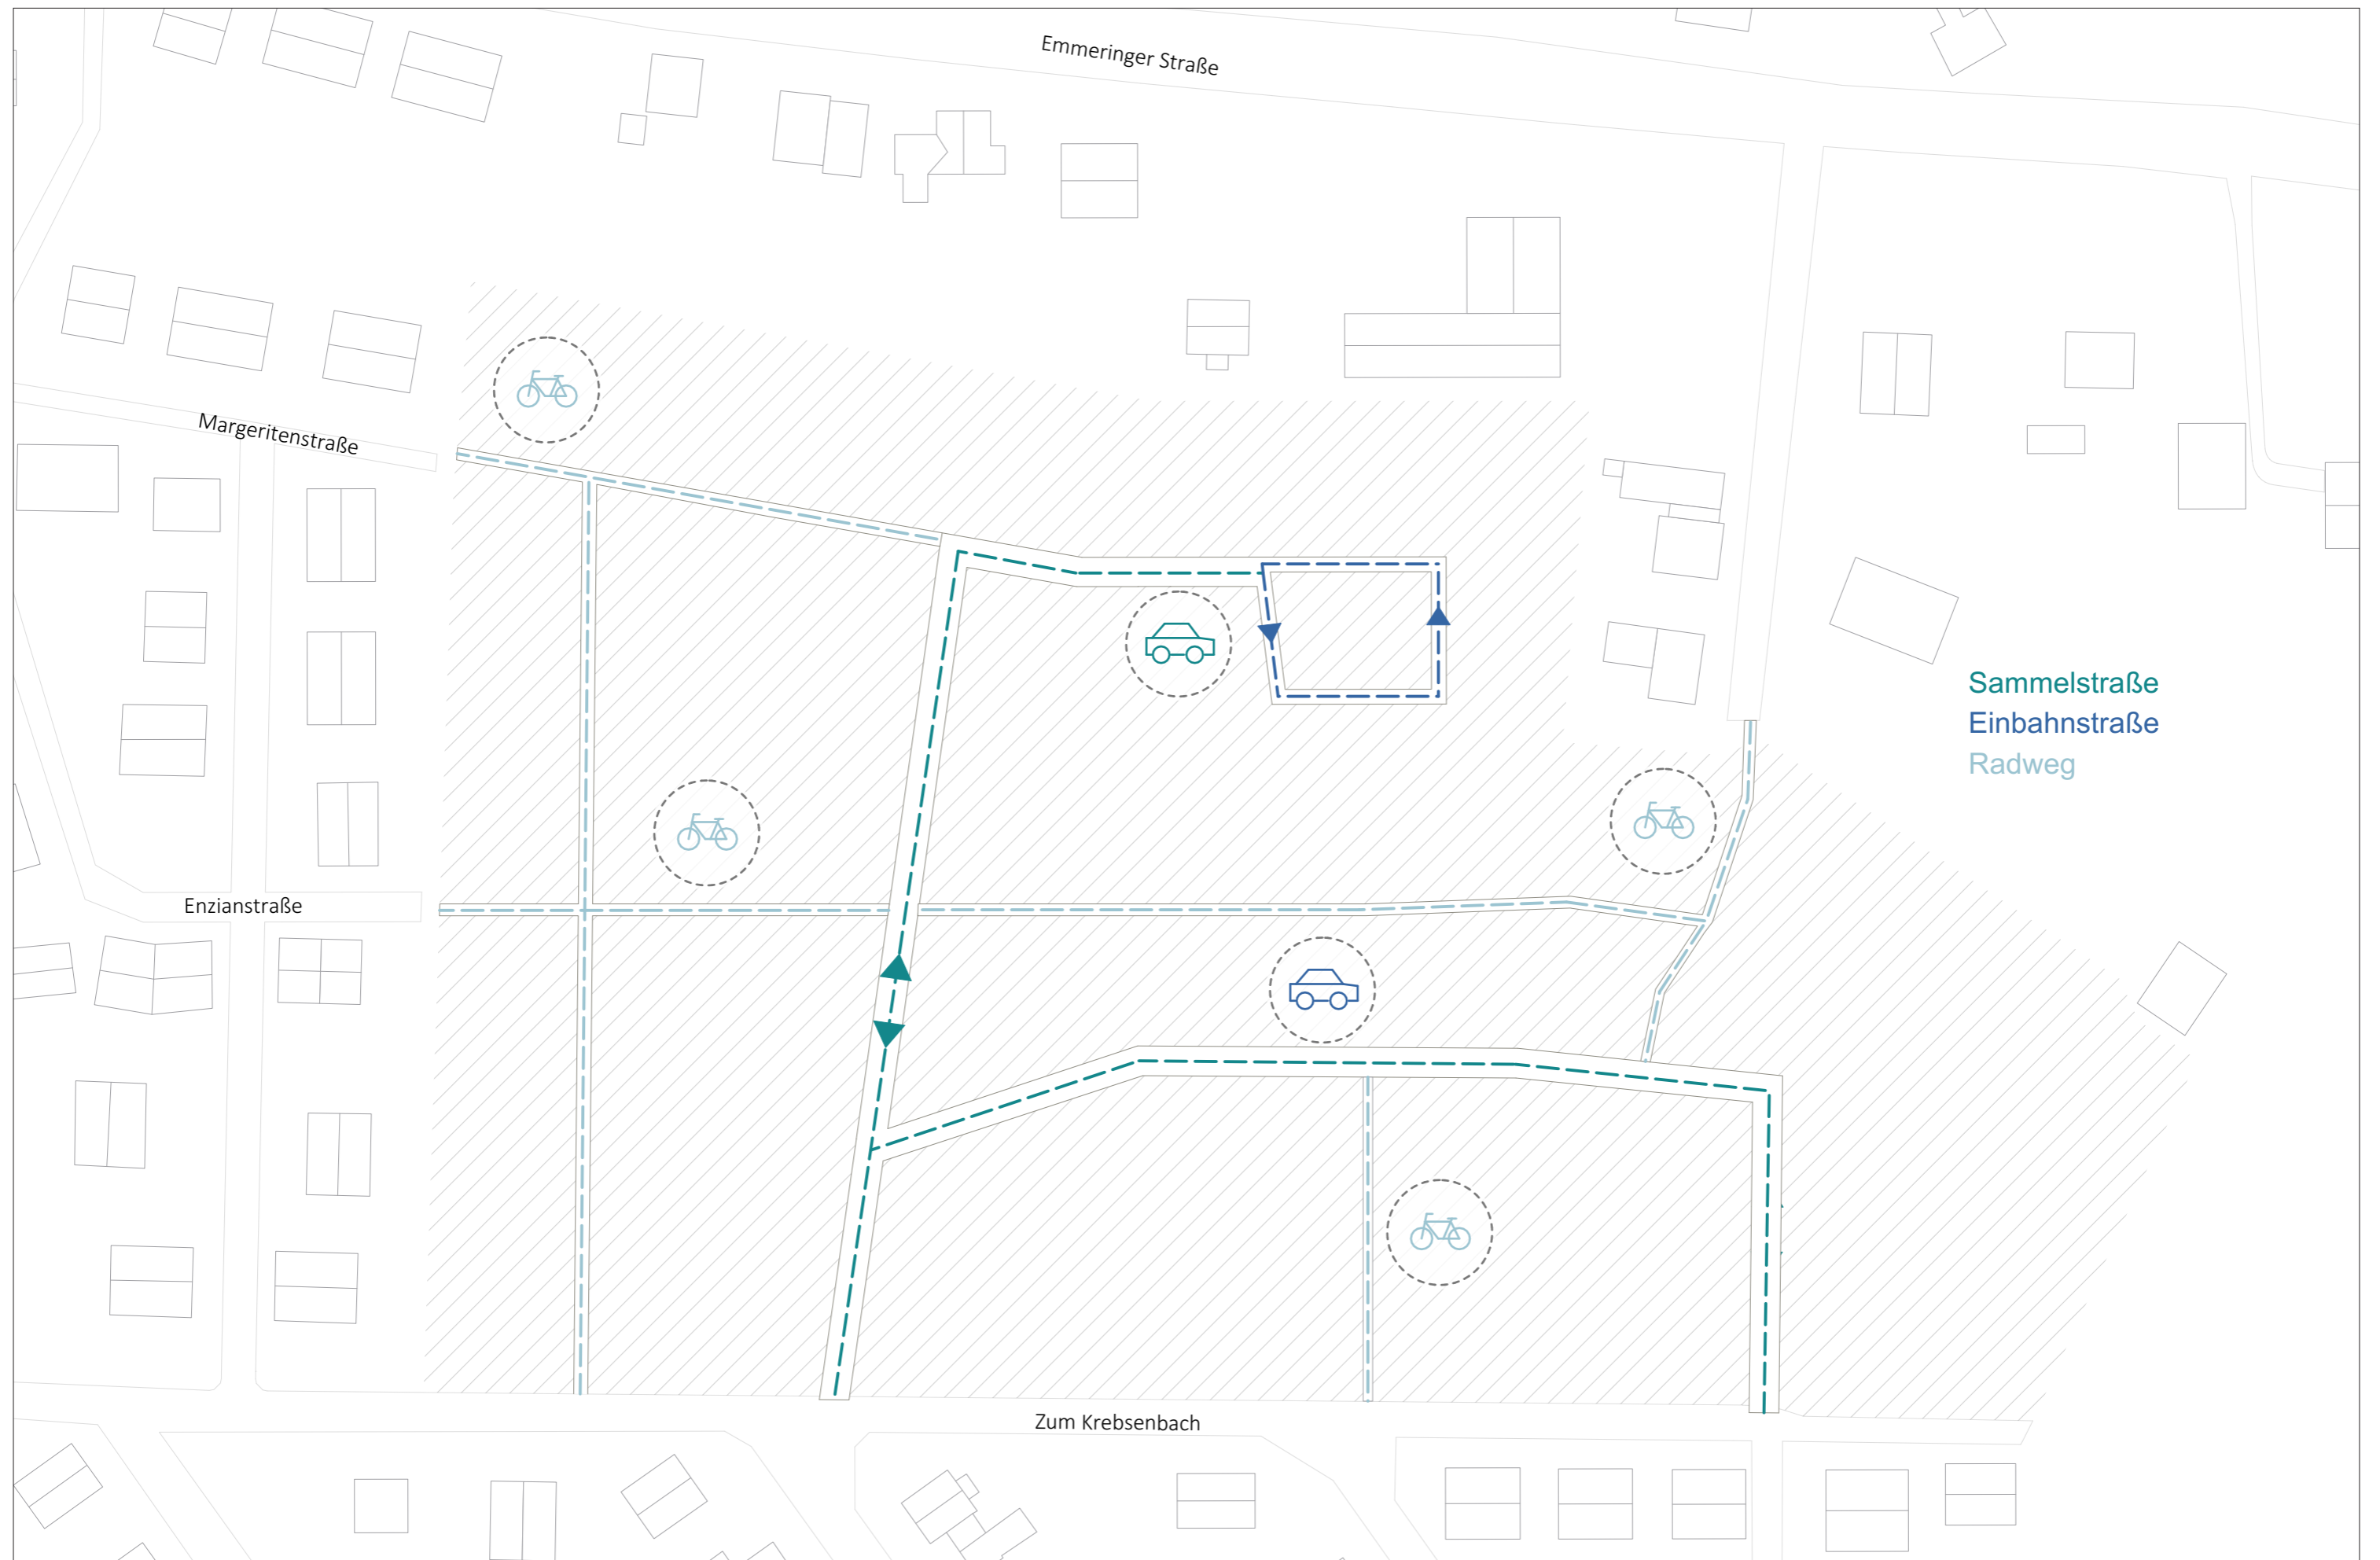 Emmeringer Straße
Margeritenstraße
Sammelstraße
Einbahnstraße
Radweg
Enzianstraße
Zum Krebsenbach